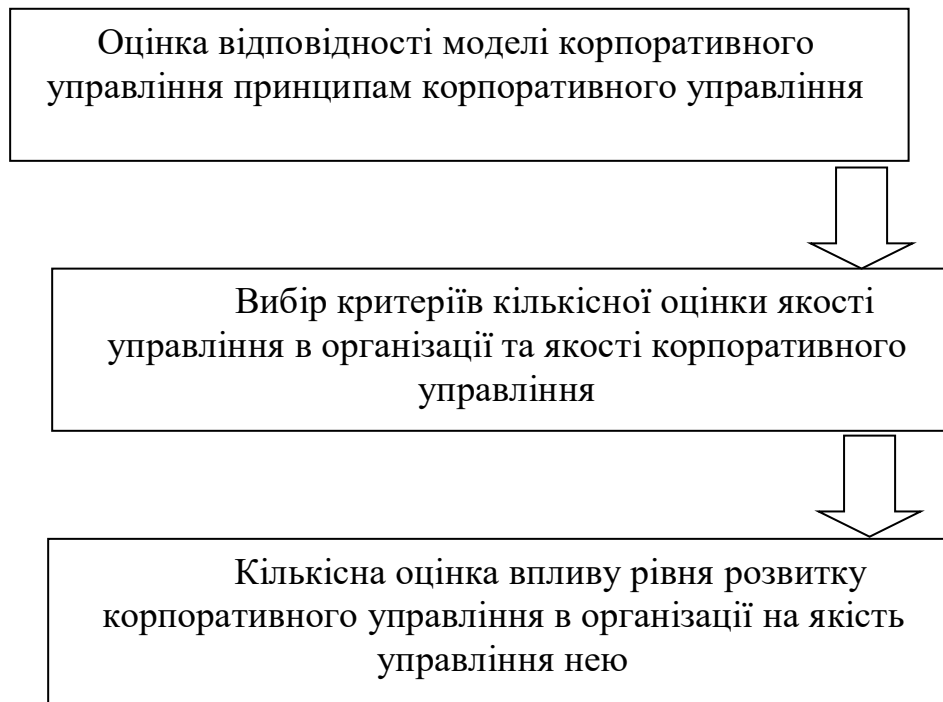 Оцінка відповідності моделі корпоративного
управління принципам корпоративного управління
Вибір критеріїв кількісної оцінки якості
управління в організації та якості корпоративного
управління
Кількісна оцінка впливу рівня розвитку
корпоративного управління в організації на якість
управління нею